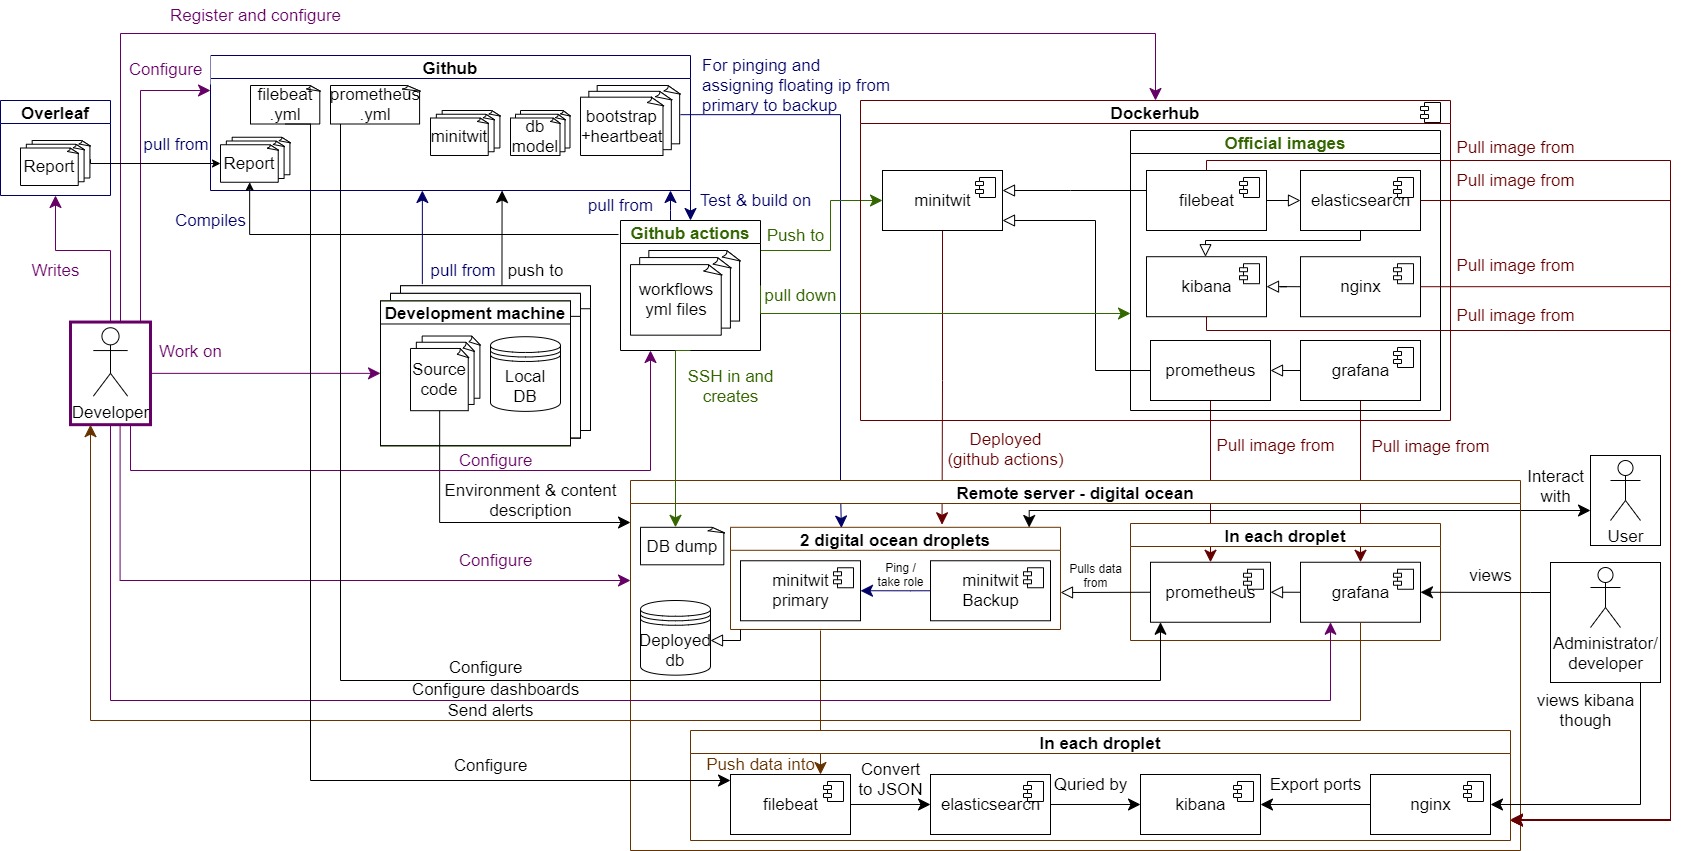 Register and configure
Configure
Github
For pinging and
assigning floating ip from
primary to backup
filebeat
.yml
prometheus
.yml
minitwit
db
model
bootstrap
+heartbeat
Overleaf
Report
pull from
Report
Compiles
Writes
Dockerhub
Official images
Pull image from
Pull image from
Pull image from
Pull image from
minitwit
filebeat
elasticsearch
kibana
nginx
prometheus
grafana
pull from
Test & build on
Github actions
Push to
workflows
yml files
pull down
pull from
push to
Development machine
Source
code
Local
DB
Work on
Developer
SSH in and
creates
Configure
Environment & content
description
Configure
Deployed
(github actions)
Pull image from
Pull image from
Interact
with
User
Remote server - digital ocean
DB dump
2 digital ocean droplets
minitwit
primary
Ping /
take role
minitwit
Backup
Pulls data
from
In each droplet
prometheus
grafana
views
Administrator/
developer
Deployed
db
Configure
Configure dashboards
Send alerts
views kibana
though
In each droplet
Configure
Push data into
filebeat
Convert
to JSON
elasticsearch
Quried by
kibana
Export ports
nginx